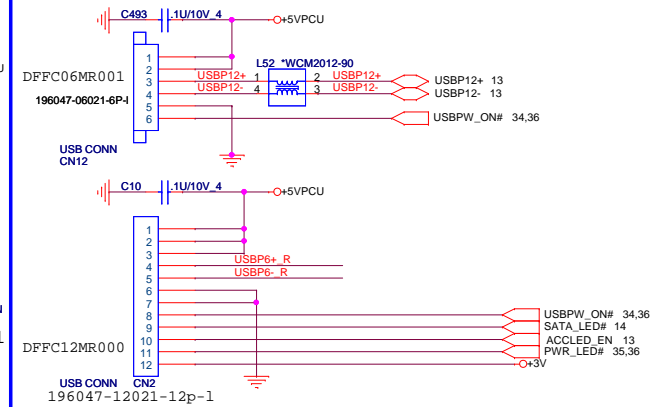 C493 .1U/10V_4
+5VPCU
L52 *WCM2012-90
DFFC06MR001
196047-06021-6P-l
1
2
3 USBP12+ 1 2 USBP12+ USBP12+ 13
4 USBP12- 4 3 USBP12- USBP12- 13
5
6 USBPW_ON# 34,36
USB CONN
CN12
C10 .1U/10V_4
+5VPCU
1
2
3
4 USBP6+_R
5 USBP6-_R
6
7
8 USBPW_ON# 34,36
9 SATA_LED# 14
10 ACCLED_EN 13
11 PWR_LED# 35,36
12 +3V
DFFC12MR000
USB CONN CN2
196047-12021-12p-l